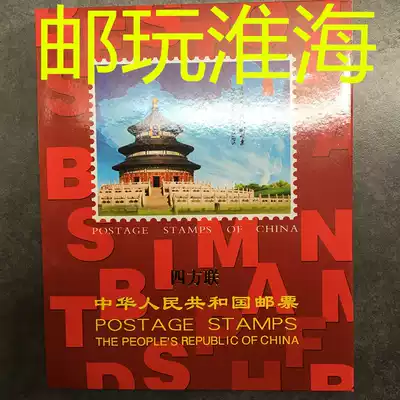 邮玩淮海
POSTAGE STAMPS OF CHINA
四方联
中华人民共和国邮票
POSTAGE STAMPS
THE PEOPLE'S REPUBLIC OF CHINA